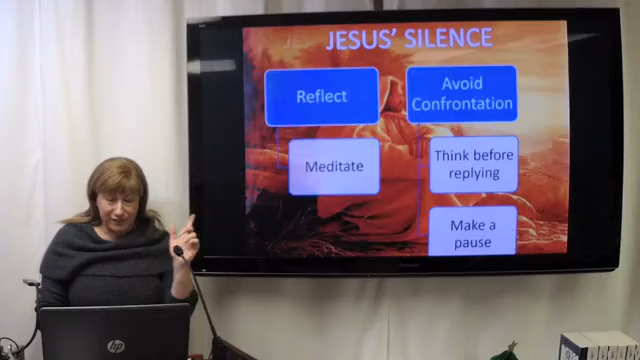 JESUS' SILENCE
Reflect
Avoid
Confrontation
Meditate
Think before
replying
Make a
pause
hp